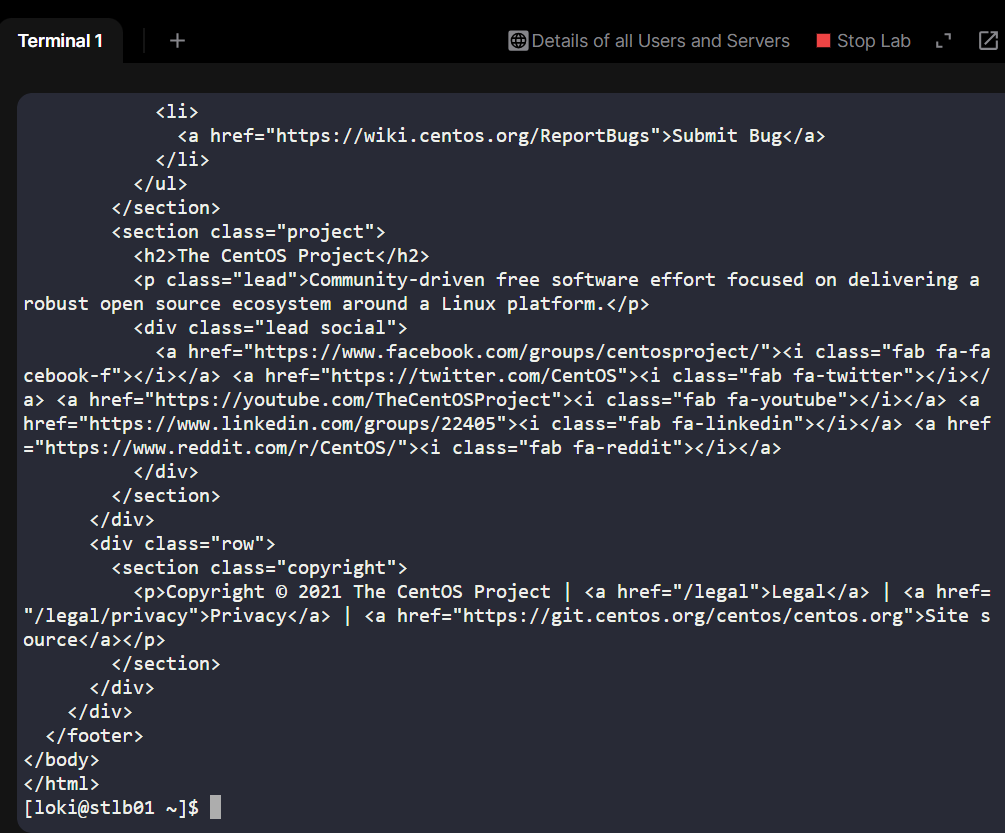 Terminal 1
+
Details of all Users and Servers
Stop Lab
            <li>
              <a href="https://wiki.centos.org/ReportBugs">Submit Bug</a>
            </li>
          </ul>
        </section>
        <section class="project">
          <h2>The CentOS Project</h2>
          <p class="lead">Community-driven free software effort focused on delivering a
robust open source ecosystem around a Linux platform.</p>
          <div class="lead social">
            <a href="https://www.facebook.com/groups/centosproject/"><i class="fab fa-fa
cebook-f"></i></a> <a href="https://twitter.com/CentOS"><i class="fab fa-twitter"></i></
a> <a href="https://youtube.com/TheCentOSProject"><i class="fab fa-youtube"></i></a> <a
href="https://www.linkedin.com/groups/22405"><i class="fab fa-linkedin"></i></a> <a href
="https://www.reddit.com/r/CentOS/"><i class="fab fa-reddit"></i></a>
          </div>
        </section>
      </div>
      <div class="row">
        <section class="copyright">
          <p>Copyright © 2021 The CentOS Project | <a href="/legal">Legal</a> | <a href=
"/legal/privacy">Privacy</a> | <a href="https://git.centos.org/centos/centos.org">Site s
ource</a></p>
        </section>
      </div>
    </div>
  </footer>
</body>
</html>
[loki@stlb01 ~]$